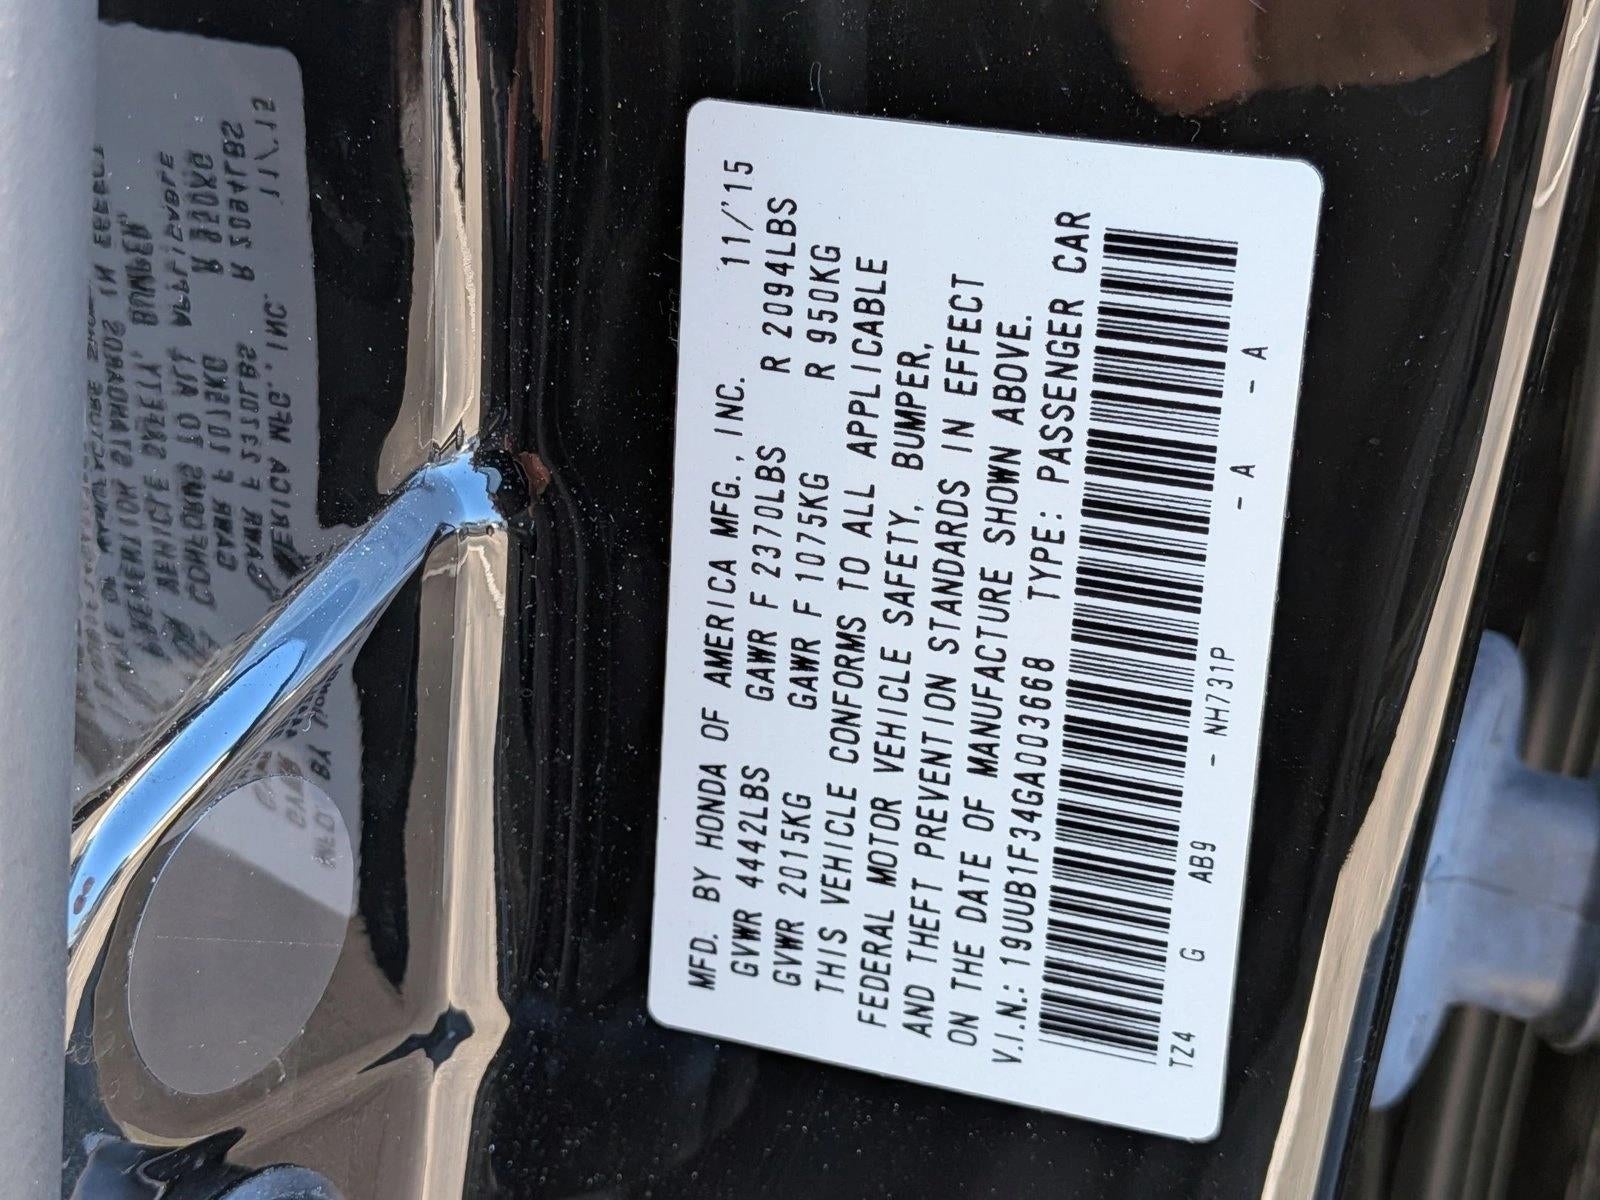 MFD. BY HONDA OF AMERICA MFG., INC. 11/'15
GVWR 4442LBS GAWR F 2370LBS R 2094LBS
GVWR 2015KG GAWR F 1075KG R 950KG
THIS VEHICLE CONFORMS TO ALL APPLICABLE
FEDERAL MOTOR VEHICLE SAFETY, BUMPER,
AND THEFT PREVENTION STANDARDS IN EFFECT
ON THE DATE OF MANUFACTURE SHOWN ABOVE.
V.I.N.: 19UUB1F34GA003668 TYPE: PASSENGER CAR
TZ4 G AB9 - NH731P - A - A